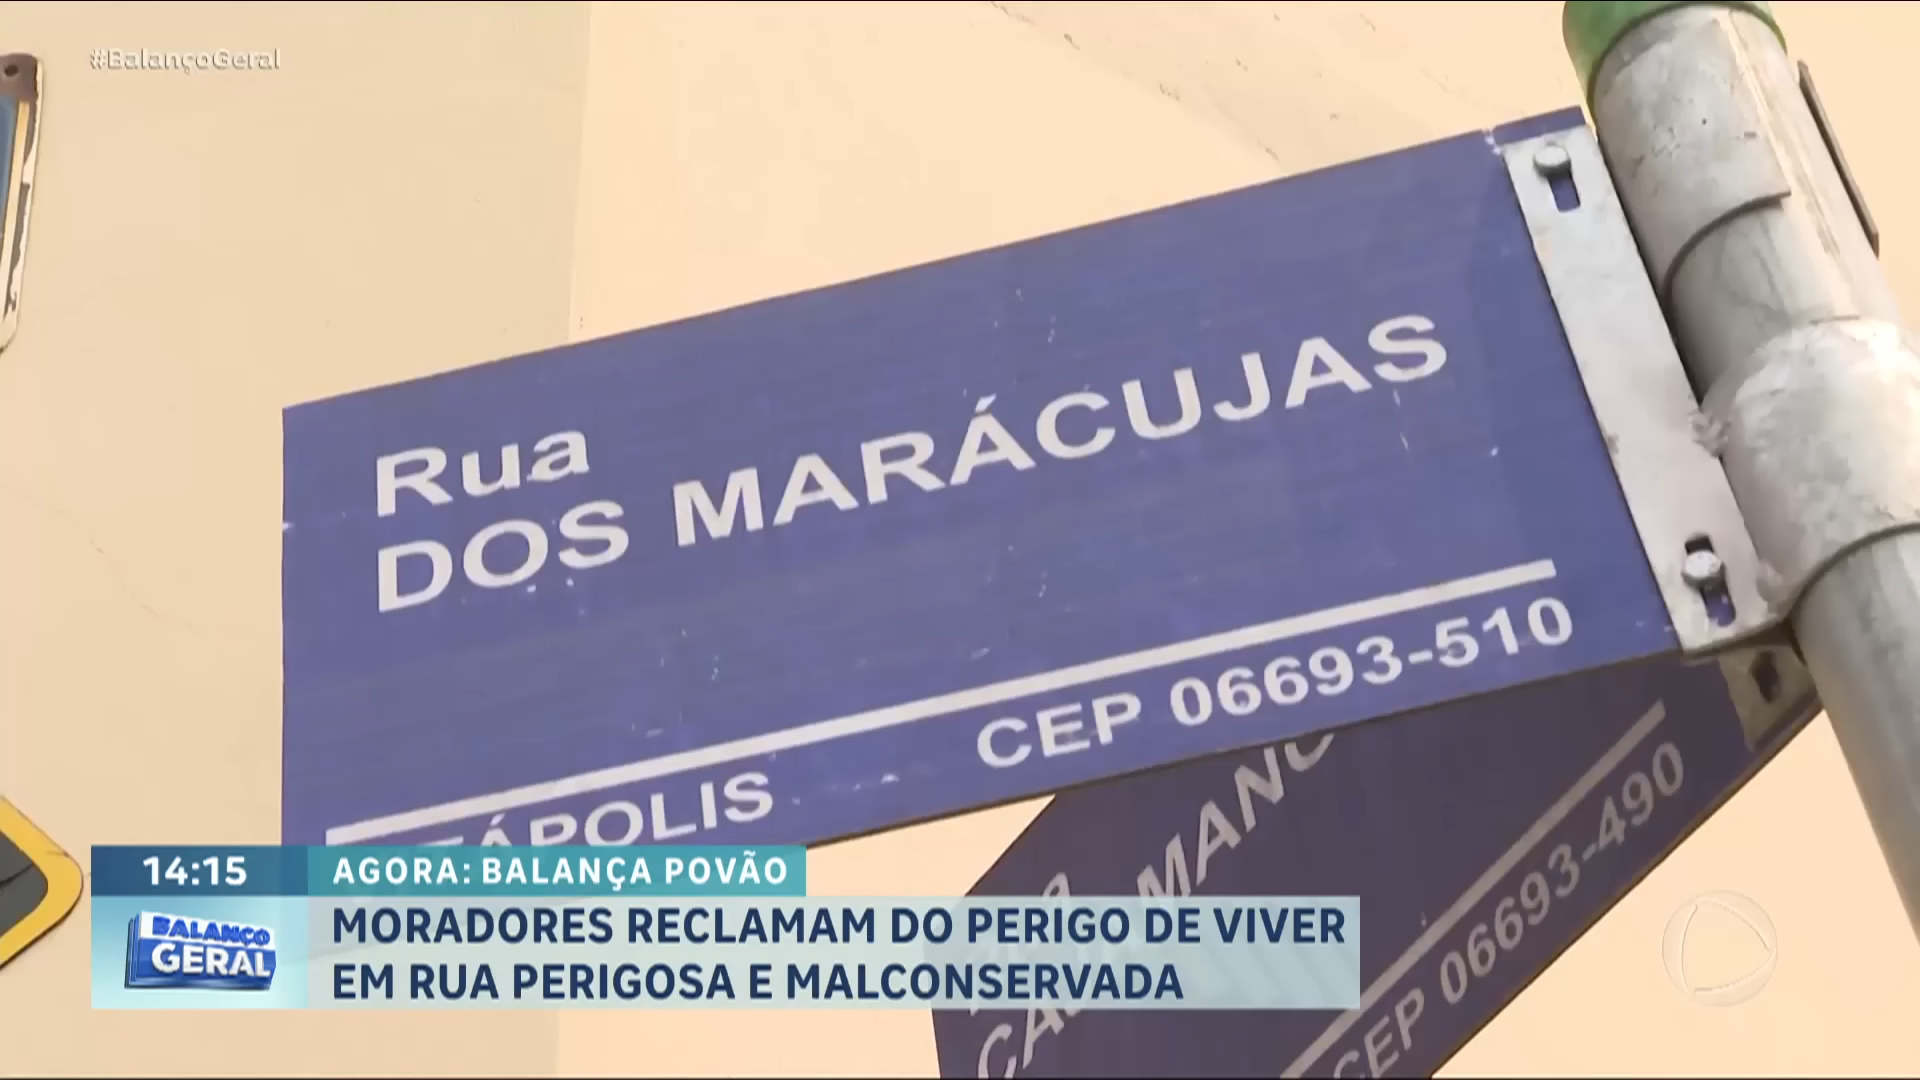 #BalançoGeral
Rua
DOS MARÁCUJAS
CEP 06693-510
CEP 06693-490
14:15
AGORA: BALANÇA POVÃO
BALANÇO
GERAL
MORADORES RECLAMAM DO PERIGO DE VIVER
EM RUA PERIGOSA E MALCONSERVADA